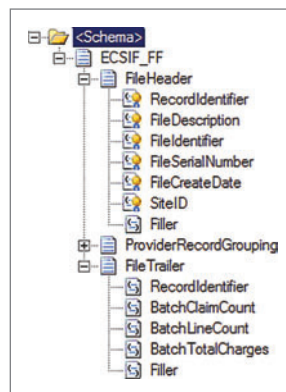 <Schema>
ECSIF_FF
FileHeader
RecordIdentifier
FileDescription
FileIdentifier
FileSerialNumber
FileCreateDate
SiteID
Filler
ProviderRecordGrouping
FileTrailer
RecordIdentifier
BatchClaimCount
BatchLineCount
BatchTotalCharges
Filler